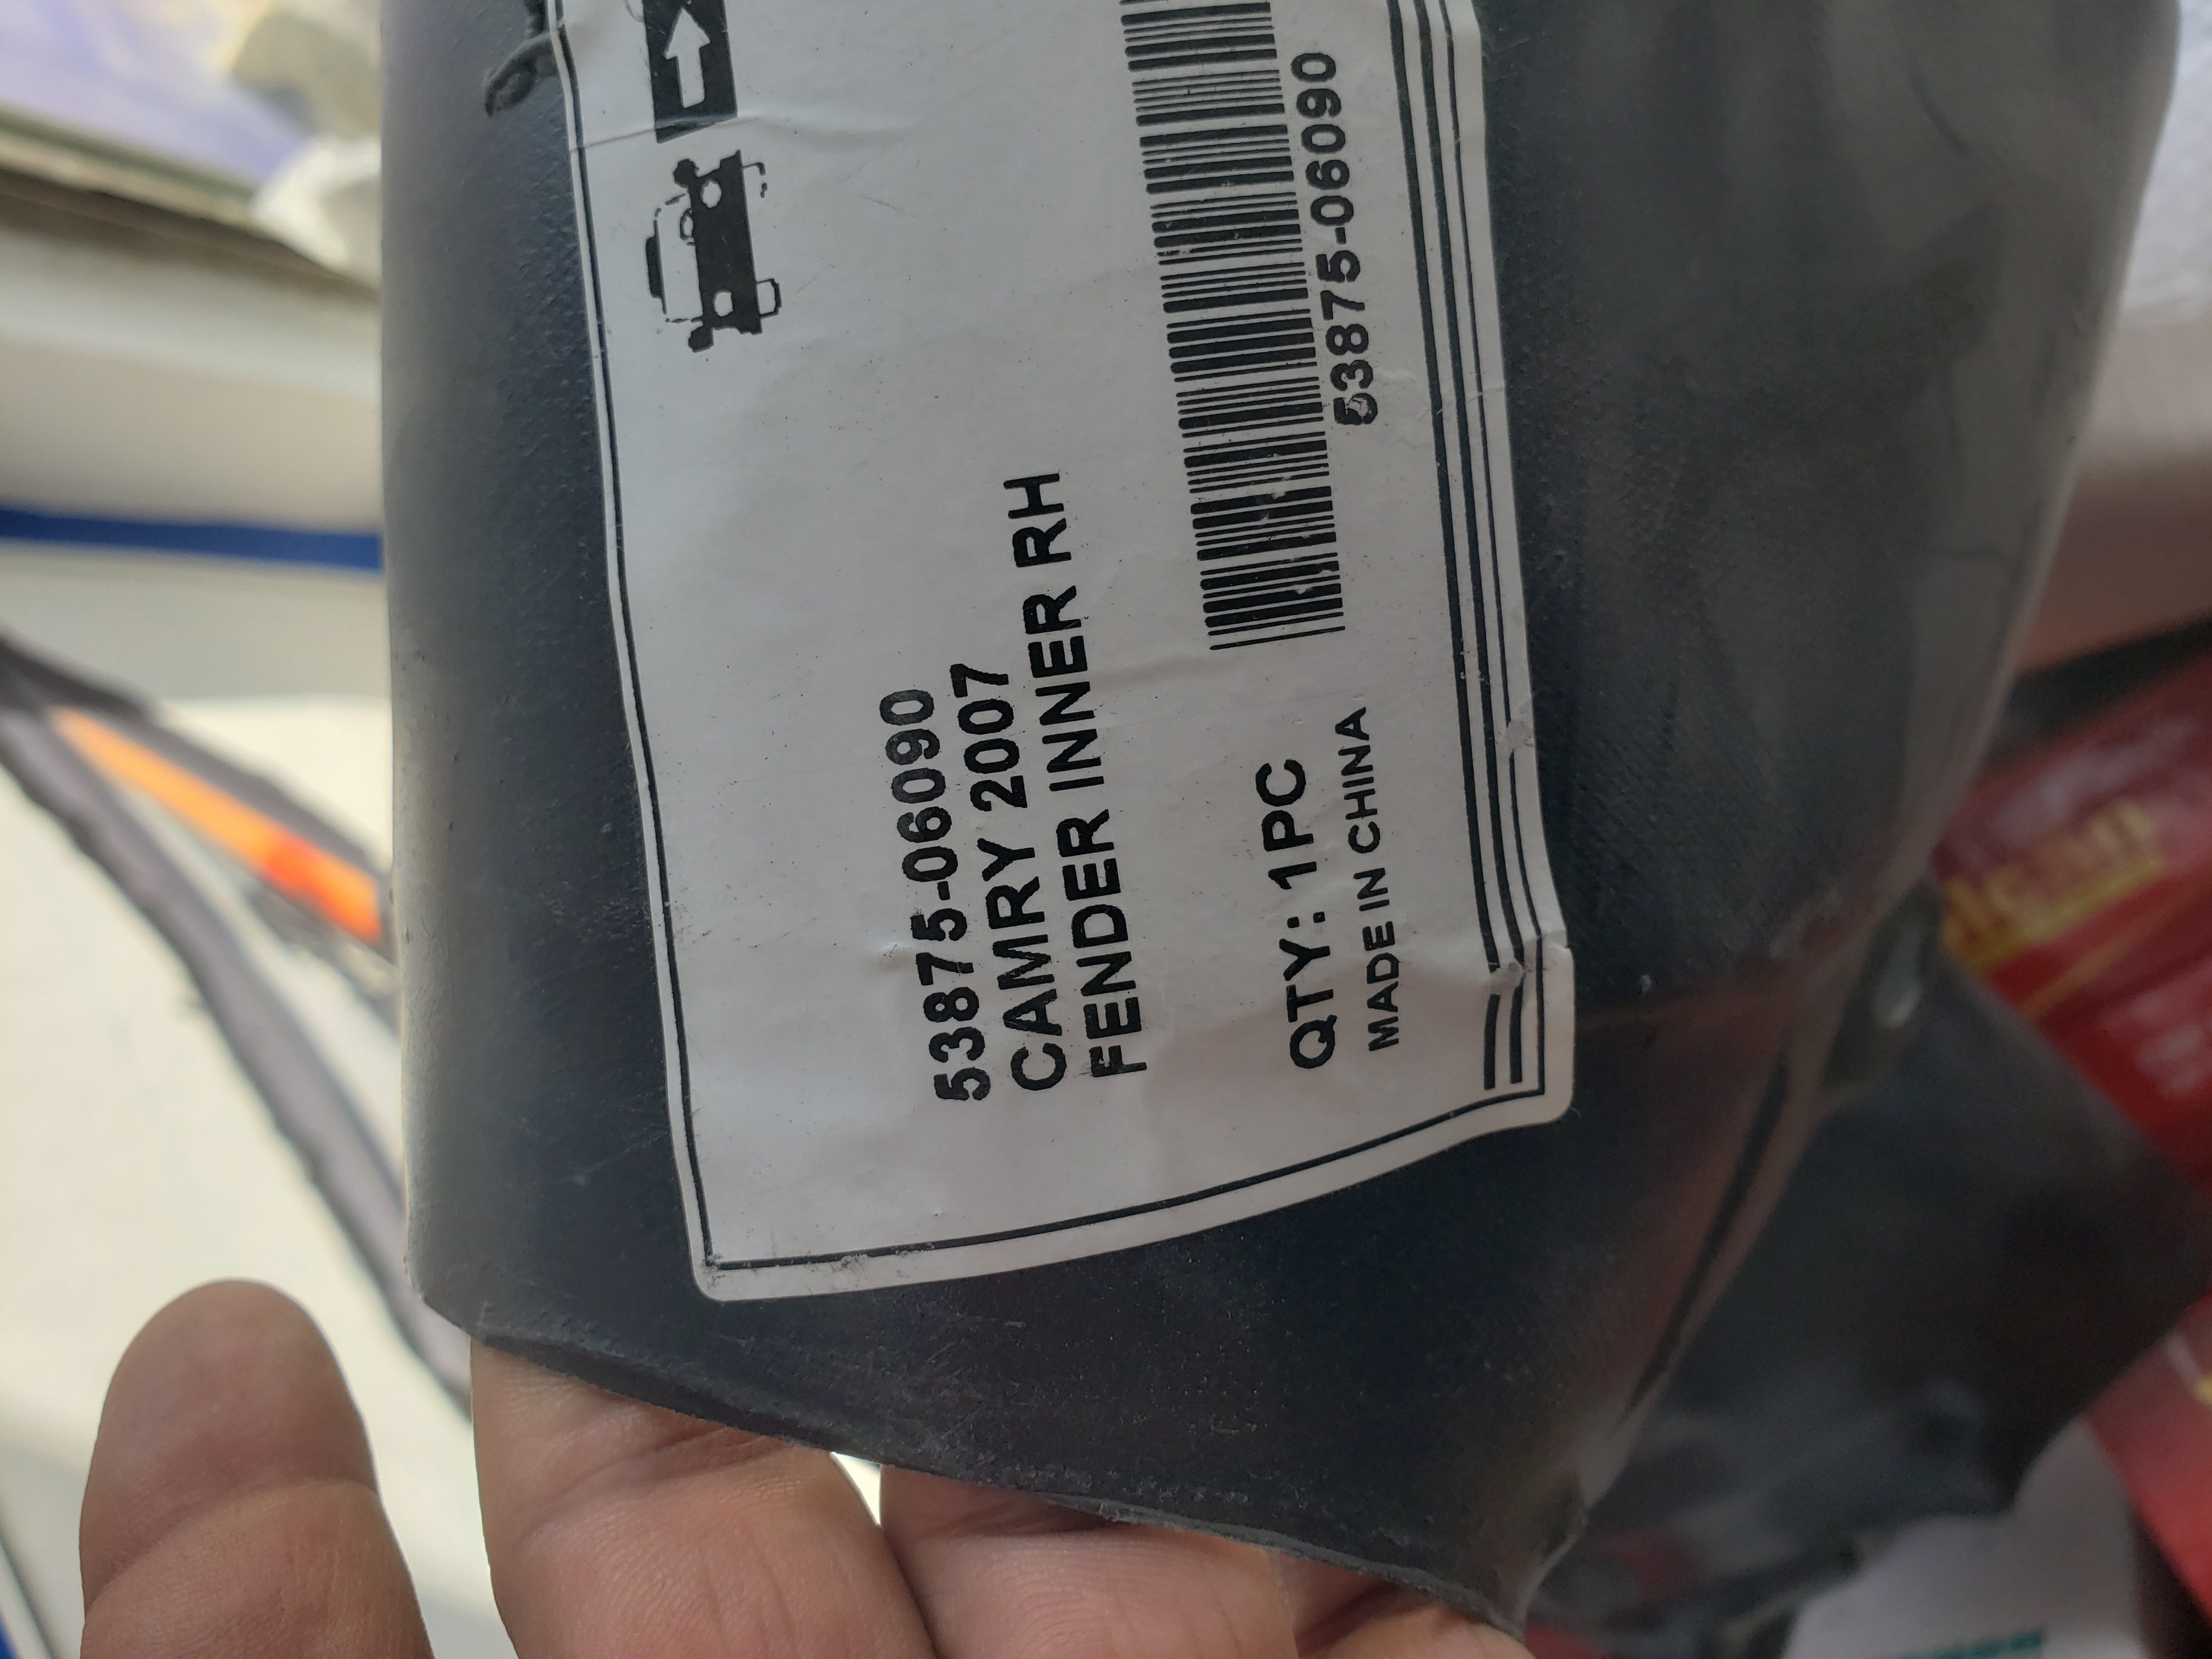 53875-06090
CAMRY 2007
FENDER INNER RH
QTY: 1PC
MADE IN CHINA
53875-06090